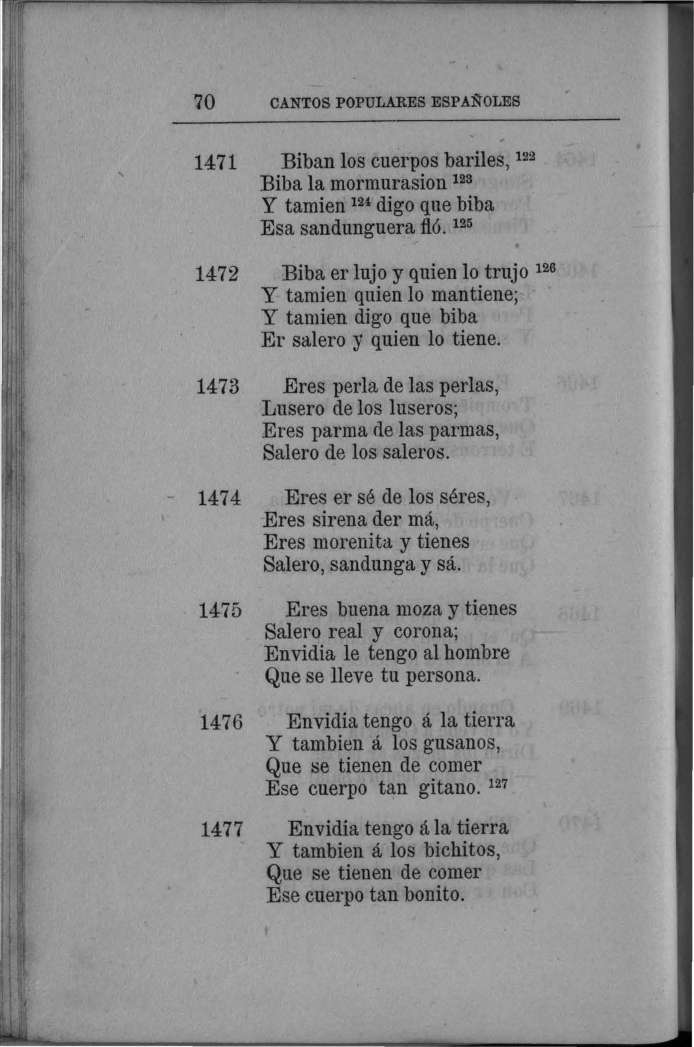 70 CANTOS POPULARES ESPAÑOLES
1471 Biban los cuerpos bariles, 122
Biba la mormurasion 123
Y tamien 124 digo que biba
Esa sandunguera fló. 125
1472 Biba er lujo y quien lo trujo 126
Y tamien quien lo mantiene;
Y tamien digo que biba
Er salero y quien lo tiene.
1473 Eres perla de las perlas,
Lusero de los luseros;
Eres parma de las parmas,
Salero de los saleros.
1474 Eres er sé de los séres,
Eres sirena der má,
Eres morenita y tienes
Salero, sandunga y sá.
1475 Eres buena moza y tienes
Salero real y corona;
Envidia le tengo al hombre
Que se lleve tu persona.
1476 Envidia tengo á la tierra
Y tambien á los gusanos,
Que se tienen de comer
Ese cuerpo tan gitano. 127
1477 Envidia tengo á la tierra
Y tambien á los bichitos,
Que se tienen de comer
Ese cuerpo tan bonito.